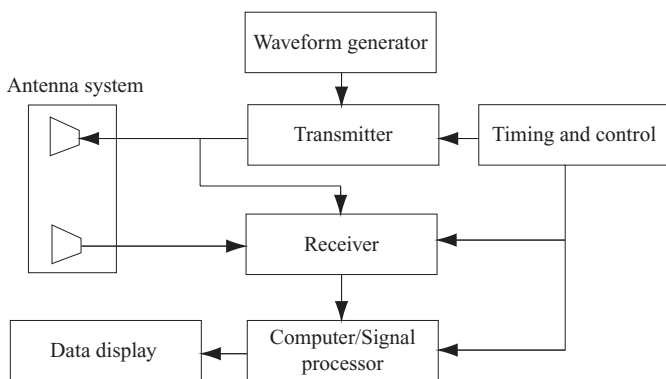 Waveform generator
Antenna system
Transmitter
Timing and control
Receiver
Data display
Computer/Signal
processor